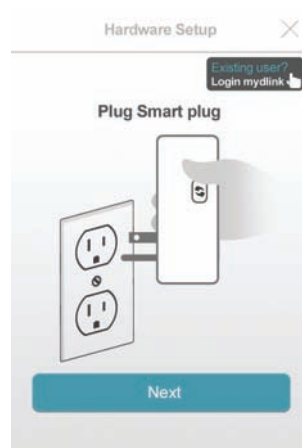 Hardware Setup
Existing user?
Login mydlink
Plug Smart plug
Next